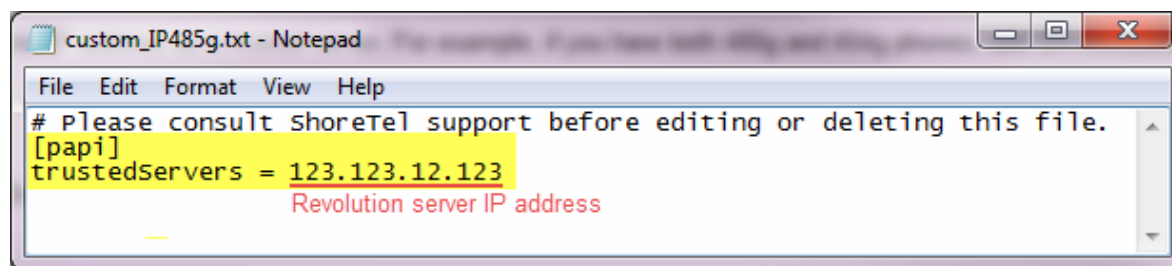 custom_IP485g.txt - Notepad
File Edit Format View Help
# Please consult ShoreTel support before editing or deleting this file.
[papi]
trustedServers = 123.123.12.123
Revolution server IP address